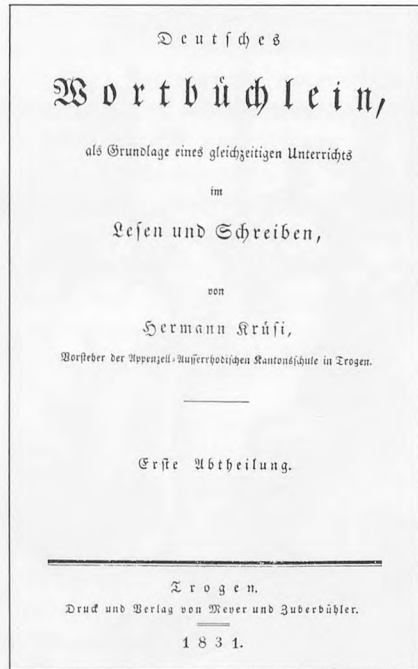 Deutsches
Wortbüchlein,
als Grundlage eines gleichzeitigen Unterrichts
im
Lesen und Schreiben,
von
Hermann Krüsi,
Vorsteher der Appenzell-Ausserrhodischen Kantonsschule in Trogen.
Erste Abtheilung.
Trogen.
Druck und Verlag von Meyer und Zuberbühler.
1831.